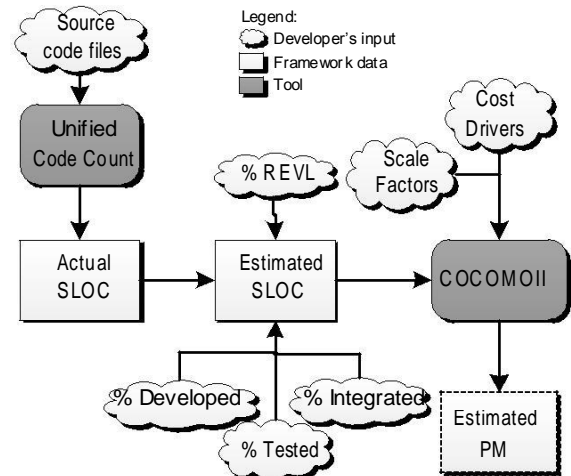 Source
code files
Legend:
Developer's input
Framework data
Tool
Unified
Code Count
Cost
Drivers
Scale
Factors
% REVL
Actual
SLOC
Estimated
SLOC
COCOMOII
% Developed
% Integrated
% Tested
Estimated
PM